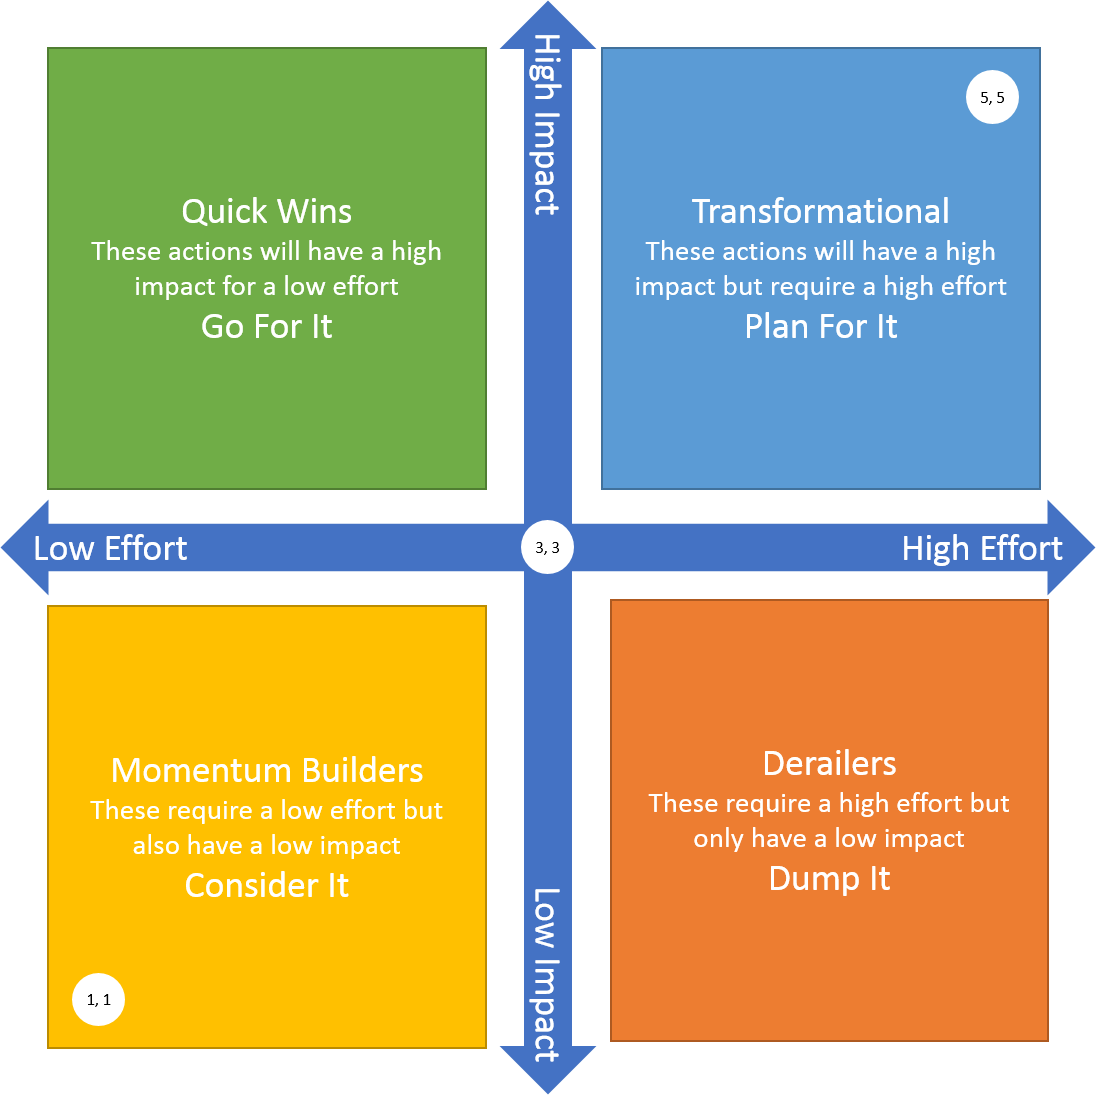 High Impact
5, 5
Quick Wins
These actions will have a high
impact for a low effort
Go For It
Transformational
These actions will have a high
impact but require a high effort
Plan For It
Low Effort
3, 3
High Effort
Momentum Builders
These require a low effort but
also have a low impact
Consider It
1, 1
Derailers
These require a high effort but
only have a low impact
Dump It
Low Impact